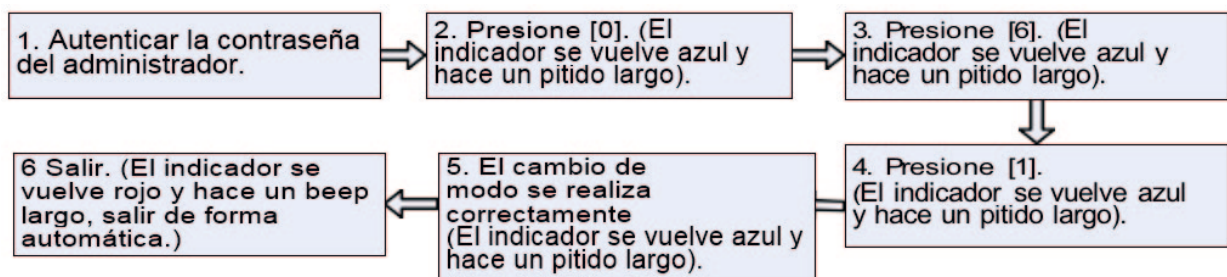 1. Autenticar la contraseña
del administrador.
2. Presione [0]. (El
indicador se vuelve azul y
hace un pitido largo).
3. Presione [6]. (El
indicador se vuelve azul y
hace un pitido largo).
4. Presione [1].
(El indicador se vuelve azul
y hace un pitido largo).
5. El cambio de
modo se realiza
correctamente
(El indicador se vuelve azul y
hace un pitido largo).
6 Salir. (El indicador se
vuelve rojo y hace un beep
largo, salir de forma
automática.)